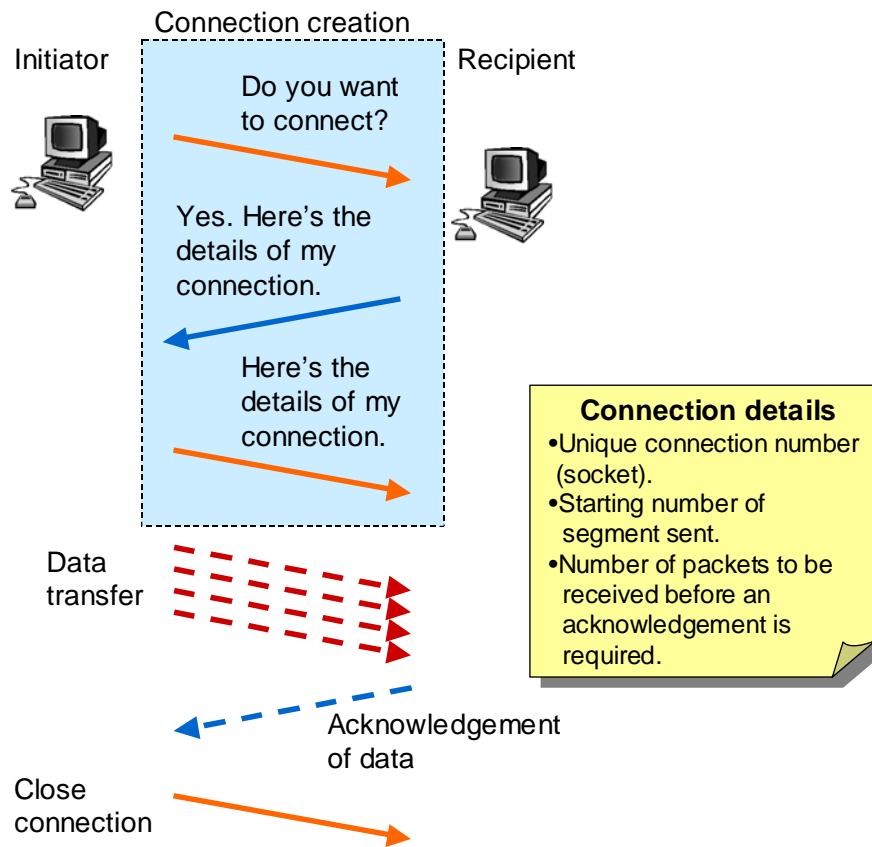 Connection creation
Initiator
Recipient
Do you want
to connect?
Yes. Here’s the
details of my
connection.
Here’s the
details of my
connection.
Connection details
•Unique connection number
(socket).
•Starting number of
segment sent.
•Number of packets to be
received before an
acknowledgement is
required.
Data
transfer
Acknowledgement
of data
Close
connection